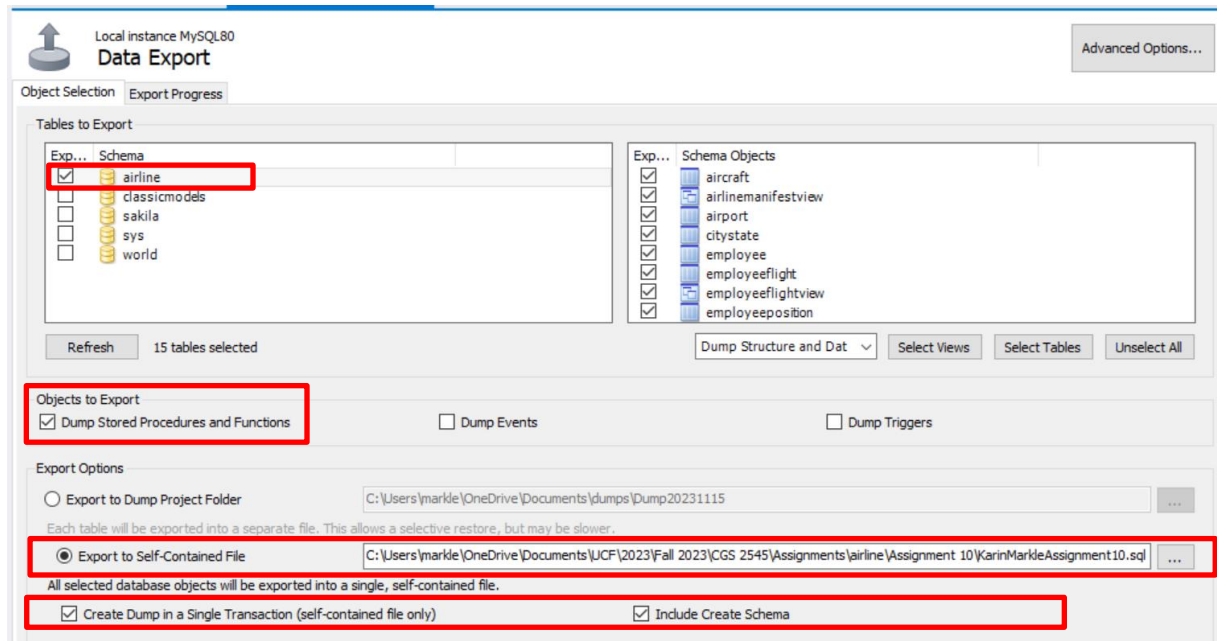 Local instance MySQL80
Data Export
Advanced Options...
Object Selection
Export Progress
Tables to Export
Exp... Schema
airline
classicmodels
sakila
sys
world
Exp... Schema Objects
aircraft
airlinemanifestview
airport
citystate
employee
employeeflight
employeeflightview
employeeposition
Refresh
15 tables selected
Dump Structure and Dat
Select Views
Select Tables
Unselect All
Objects to Export
Dump Stored Procedures and Functions
Dump Events
Dump Triggers
Export Options
Export to Dump Project Folder
C:\Users\markle\OneDrive\Documents\dumps\Dump20231115
...
Each table will be exported into a separate file. This allows a selective restore, but may be slower.
Export to Self-Contained File
C:\Users\markle\OneDrive\Documents\UCF\2023\Fall 2023\CGS 2545\Assignments\airline\Assignment 10\KarinMarkleAssignment10.sql
...
All selected database objects will be exported into a single, self-contained file.
Create Dump in a Single Transaction (self-contained file only)
Include Create Schema